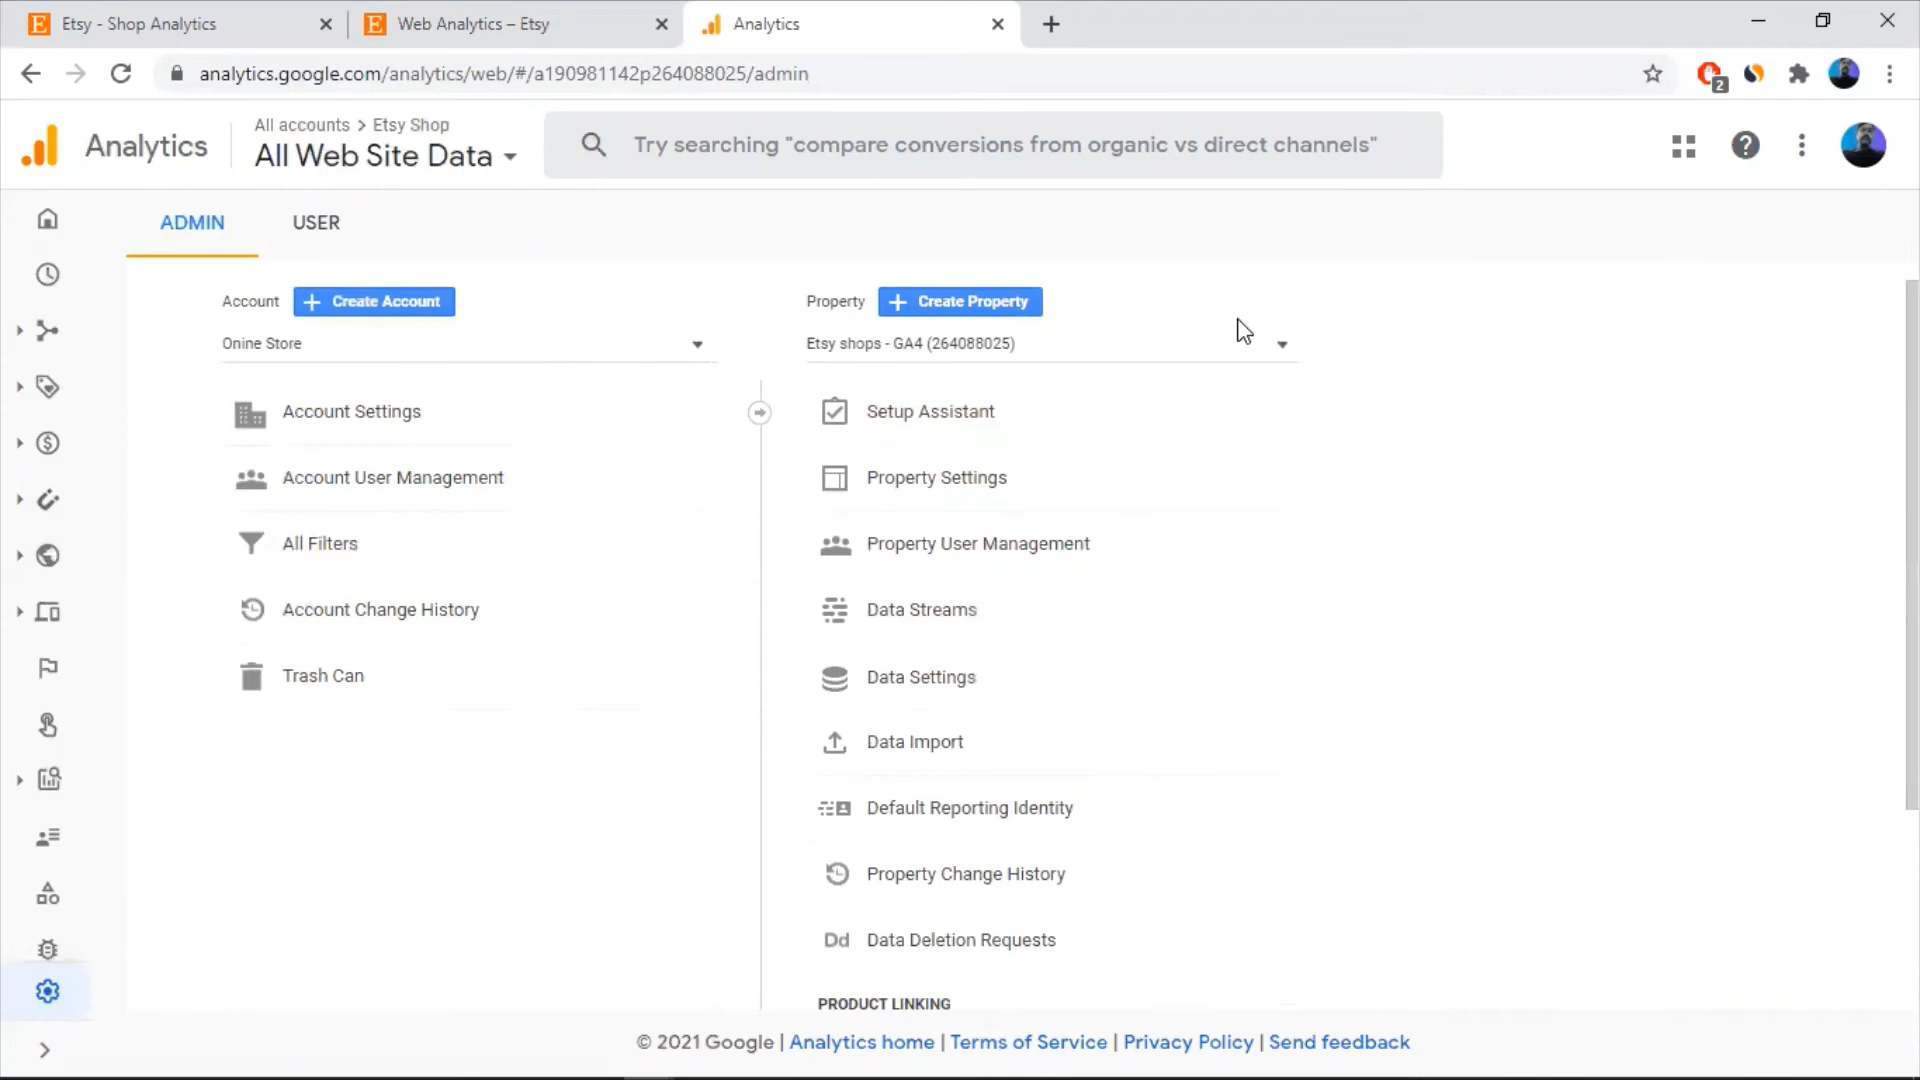 Etsy - Shop Analytics
Web Analytics – Etsy
Analytics
analytics.google.com/analytics/web/#/a190981142p264088025/admin
2
Analytics
All accounts > Etsy Shop
All Web Site Data
Try searching "compare conversions from organic vs direct channels"
ADMIN
USER
Account
+ Create Account
Onine Store
Account Settings
Account User Management
All Filters
Account Change History
Trash Can
Property
+ Create Property
Etsy shops - GA4 (264088025)
Setup Assistant
Property Settings
Property User Management
Data Streams
Data Settings
Data Import
Default Reporting Identity
Property Change History
Dd Data Deletion Requests
PRODUCT LINKING
© 2021 Google | Analytics home | Terms of Service | Privacy Policy | Send feedback